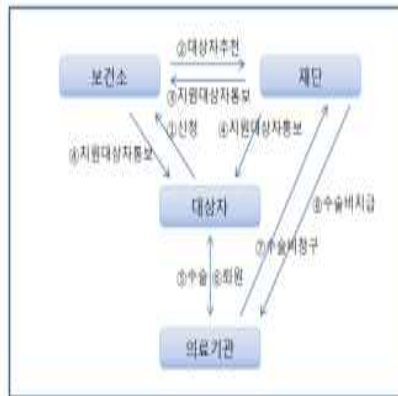 ②대상자추천
보건소
재단
③지원대상자통보
①신청
④지원대상자통보
④지원대상자통보
대상자
⑧수술비지급
⑦수술비청구
⑤수술
⑥퇴원
의료기관